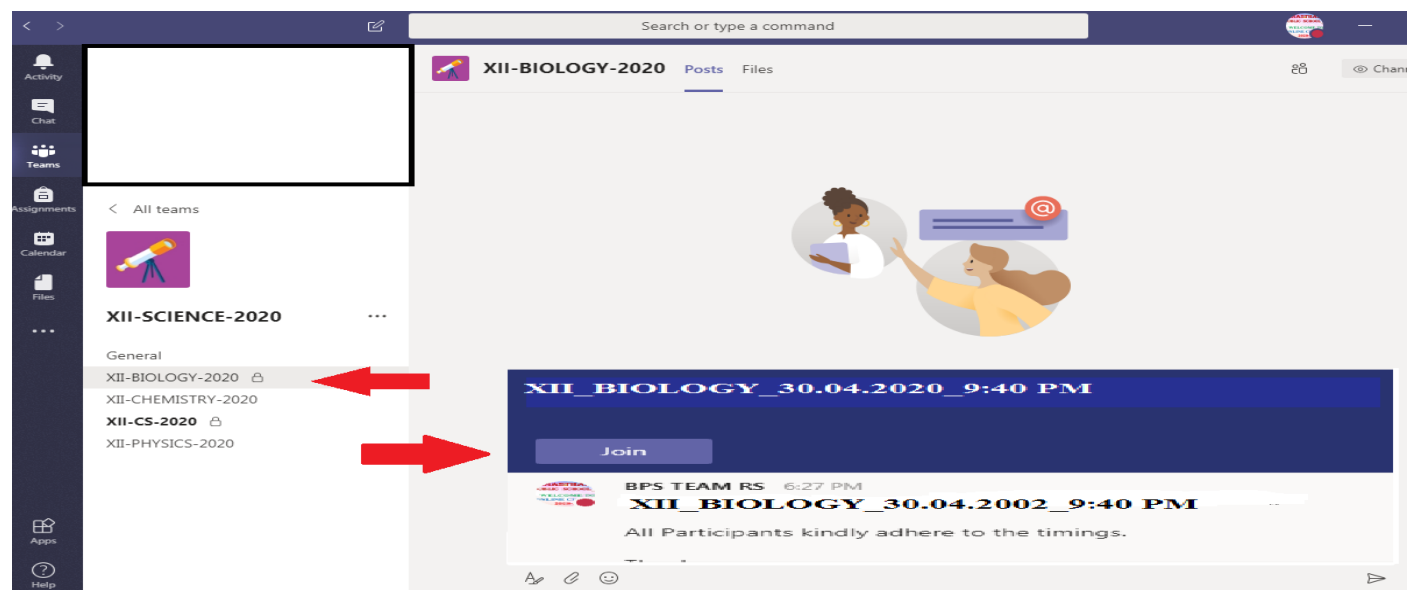 Search or type a command
Activity
Chat
Teams
Assignments
Calendar
Files
Apps
Help
All teams
XII-SCIENCE-2020
General
XII-BIOLOGY-2020
XII-CHEMISTRY-2020
XII-CS-2020
XII-PHYSICS-2020
XII-BIOLOGY-2020 Posts Files
Chann
XII_BIOLOGY_30.04.2020_9:40 PM
Join
BPS TEAM RS 6:27 PM
XII_BIOLOGY_30.04.2002_9:40 PM
All Participants kindly adhere to the timings.